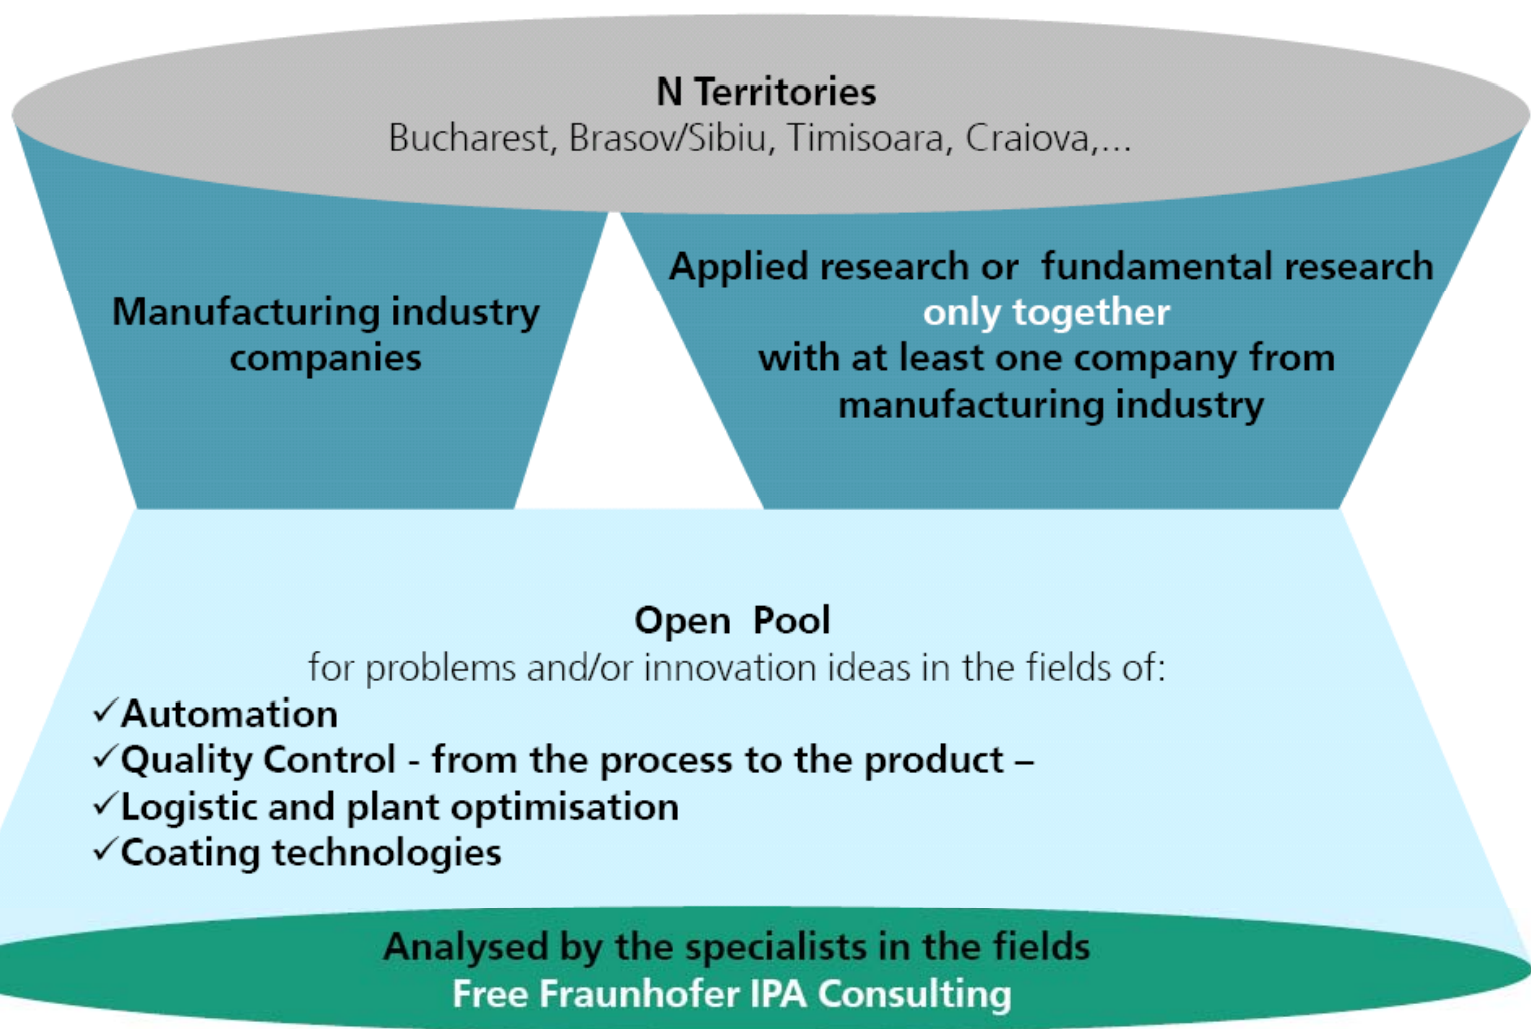 N Territories
Bucharest, Brasov/Sibiu, Timisoara, Craiova,...
Manufacturing industry
companies
Applied research or fundamental research
only together
with at least one company from
manufacturing industry
Open Pool
for problems and/or innovation ideas in the fields of:
✓Automation
✓Quality Control - from the process to the product –
✓Logistic and plant optimisation
✓Coating technologies
Analysed by the specialists in the fields
Free Fraunhofer IPA Consulting